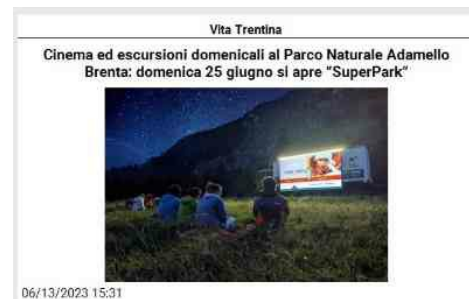 Vita Trentina
Cinema ed escursioni domenicali al Parco Naturale Adamello
Brenta: domenica 25 giugno si apre "SuperPark"
06/13/2023 15:31